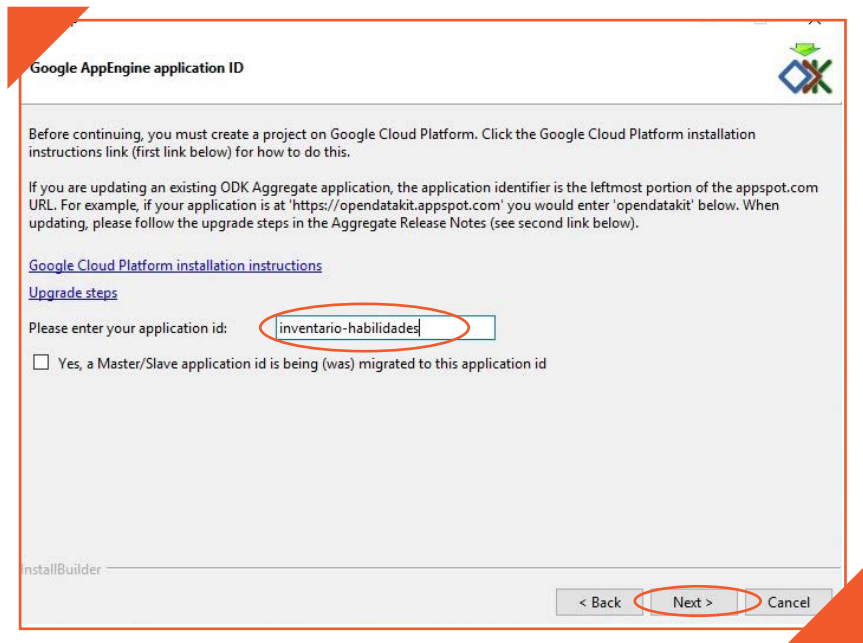 Google AppEngine application ID
Before continuing, you must create a project on Google Cloud Platform. Click the Google Cloud Platform installation
instructions link (first link below) for how to do this.
If you are updating an existing ODK Aggregate application, the application identifier is the leftmost portion of the appspot.com
URL. For example, if your application is at 'https://opendatakit.appspot.com' you would enter 'opendatakit' below. When
updating, please follow the upgrade steps in the Aggregate Release Notes (see second link below).
Google Cloud Platform installation instructions
Upgrade steps
Please enter your application id: inventario-habilidades
Yes, a Master/Slave application id is being (was) migrated to this application id
InstallBuilder
< Back Next > Cancel